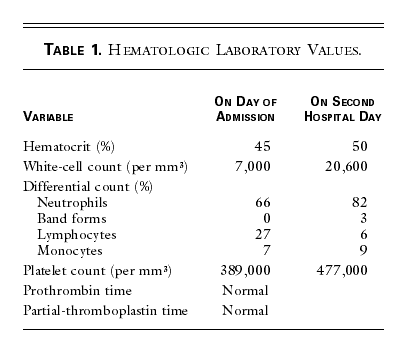 TABLE 1. HEMATOLOGIC LABORATORY VALUES.
VARIABLE ON DAY OF ADMISSION ON SECOND HOSPITAL DAY
Hematocrit (%) 45 50
White-cell count (per mm³) 7,000 20,600
Differential count (%)
Neutrophils 66 82
Band forms 0 3
Lymphocytes 27 6
Monocytes 7 9
Platelet count (per mm³) 389,000 477,000
Prothrombin time Normal
Partial-thromboplastin time Normal